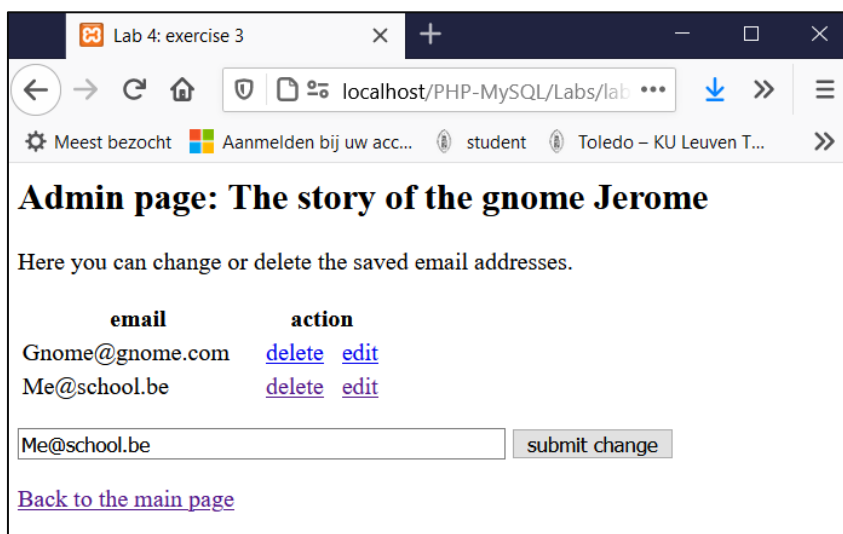 Lab 4: exercise 3
localhost/PHP-MySQL/Labs/lab
Meest bezocht Aanmelden bij uw acc... student Toledo – KU Leuven T...
Admin page: The story of the gnome Jerome
Here you can change or delete the saved email addresses.
email action
Gnome@gnome.com delete edit
Me@school.be delete edit
Me@school.be submit change
Back to the main page